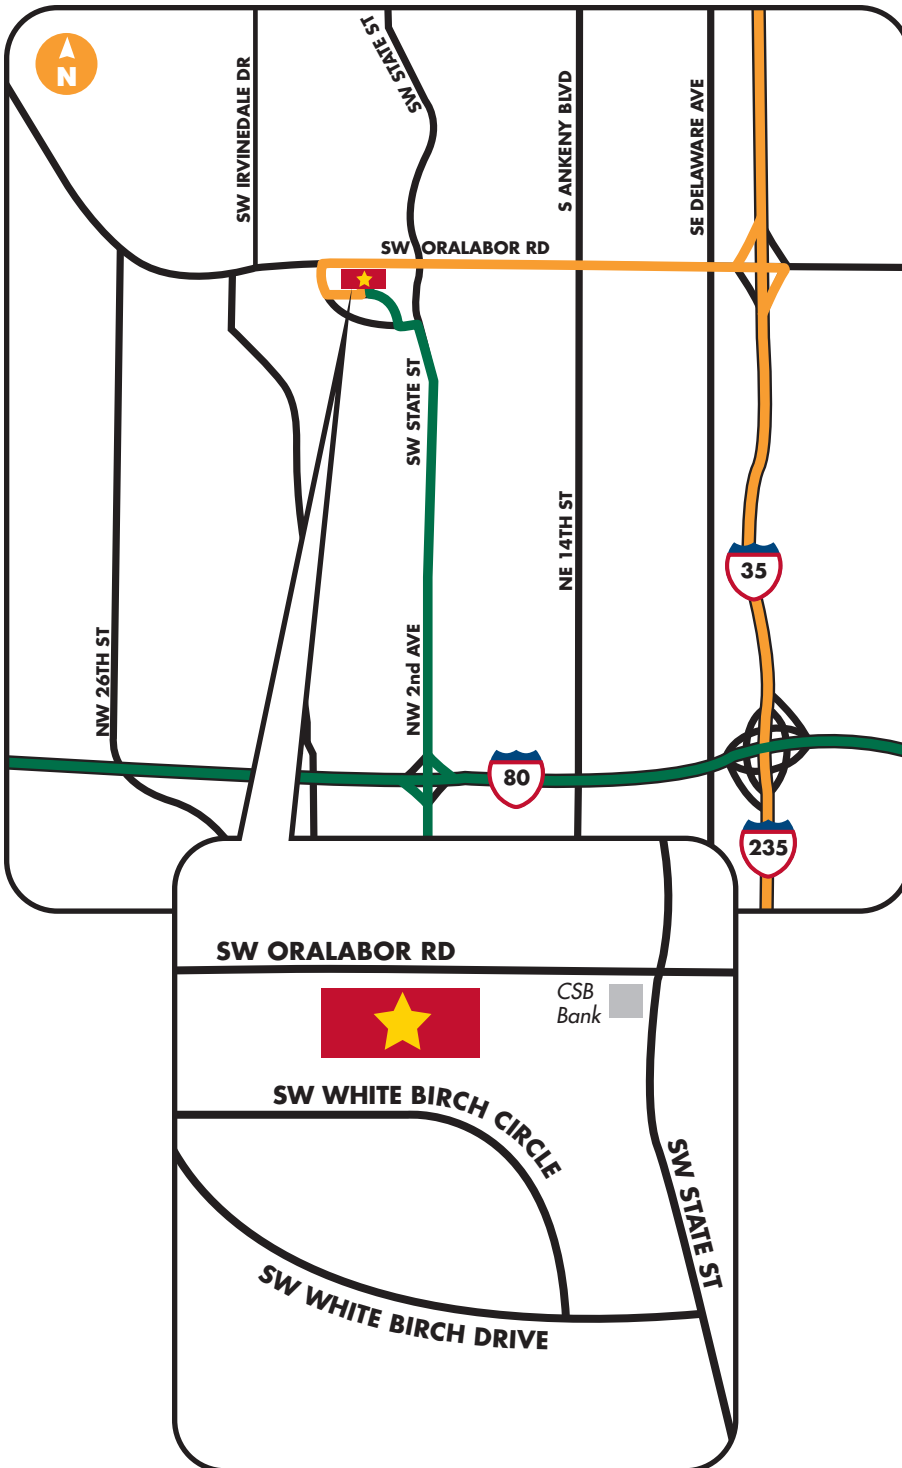 N
SW IRVINEDALE DR
SW STATE ST
S ANKENY BLVD
SE DELAWARE AVE
SW ORALABOR RD
SW STATE ST
NE 14TH ST
35
NW 26TH ST
NW 2nd AVE
80
235
SW ORALABOR RD
CSB
Bank
SW WHITE BIRCH CIRCLE
SW STATE ST
SW WHITE BIRCH DRIVE